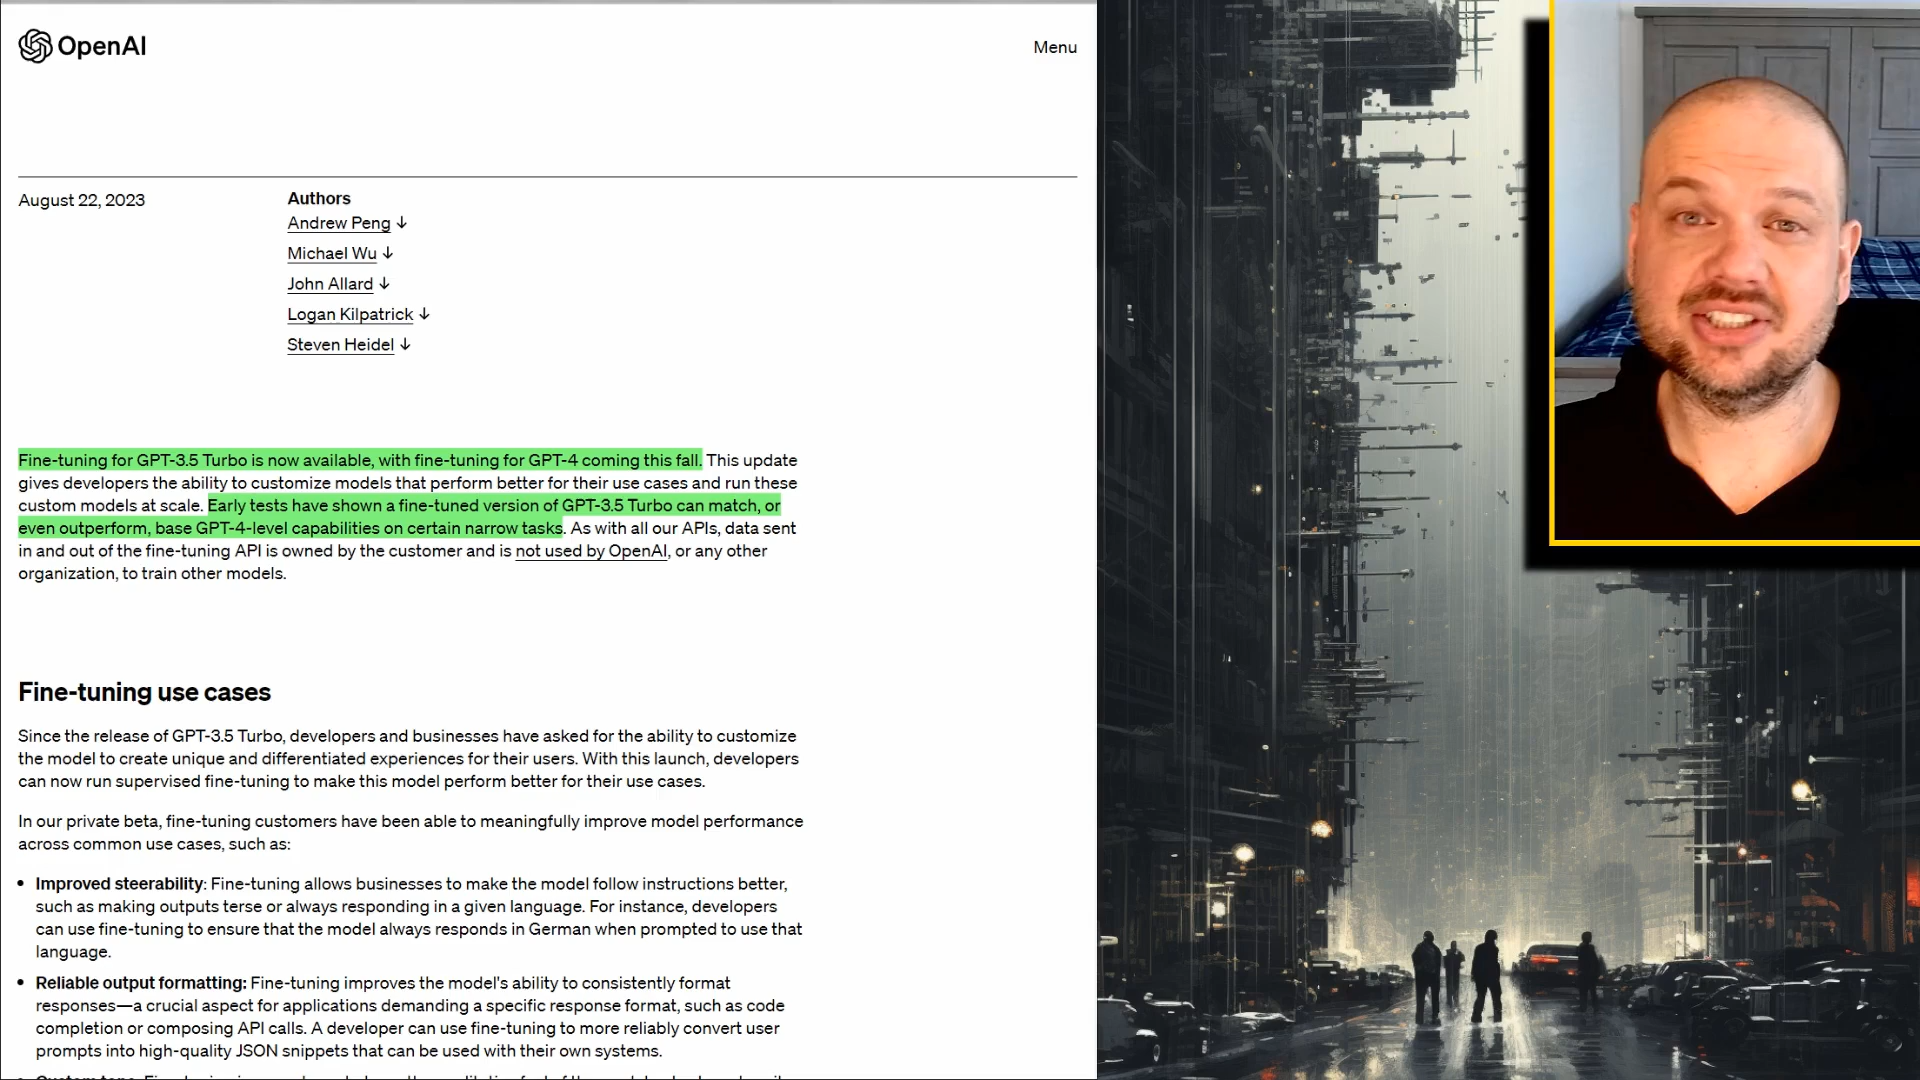 OpenAI
Menu
August 22, 2023
Authors
Andrew Peng ↓
Michael Wu ↓
John Allard ↓
Logan Kilpatrick ↓
Steven Heidel ↓
Fine-tuning for GPT-3.5 Turbo is now available, with fine-tuning for GPT-4 coming this fall. This update
gives developers the ability to customize models that perform better for their use cases and run these
custom models at scale. Early tests have shown a fine-tuned version of GPT-3.5 Turbo can match, or
even outperform, base GPT-4-level capabilities on certain narrow tasks. As with all our APIs, data sent
in and out of the fine-tuning API is owned by the customer and is not used by OpenAI, or any other
organization, to train other models.
Fine-tuning use cases
Since the release of GPT-3.5 Turbo, developers and businesses have asked for the ability to customize
the model to create unique and differentiated experiences for their users. With this launch, developers
can now run supervised fine-tuning to make this model perform better for their use cases.
In our private beta, fine-tuning customers have been able to meaningfully improve model performance
across common use cases, such as:
• Improved steerability: Fine-tuning allows businesses to make the model follow instructions better,
such as making outputs terse or always responding in a given language. For instance, developers
can use fine-tuning to ensure that the model always responds in German when prompted to use that
language.
• Reliable output formatting: Fine-tuning improves the model's ability to consistently format
responses—a crucial aspect for applications demanding a specific response format, such as code
completion or composing API calls. A developer can use fine-tuning to more reliably convert user
prompts into high-quality JSON snippets that can be used with their own systems.